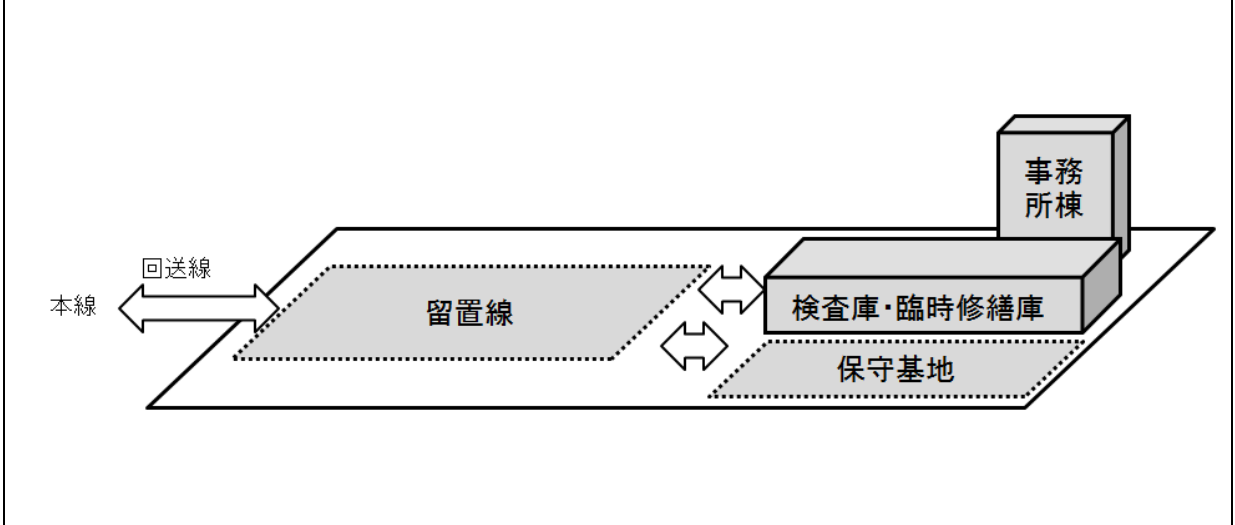 事務
所棟
回送線
本線
留置線
検査庫・臨時修繕庫
保守基地